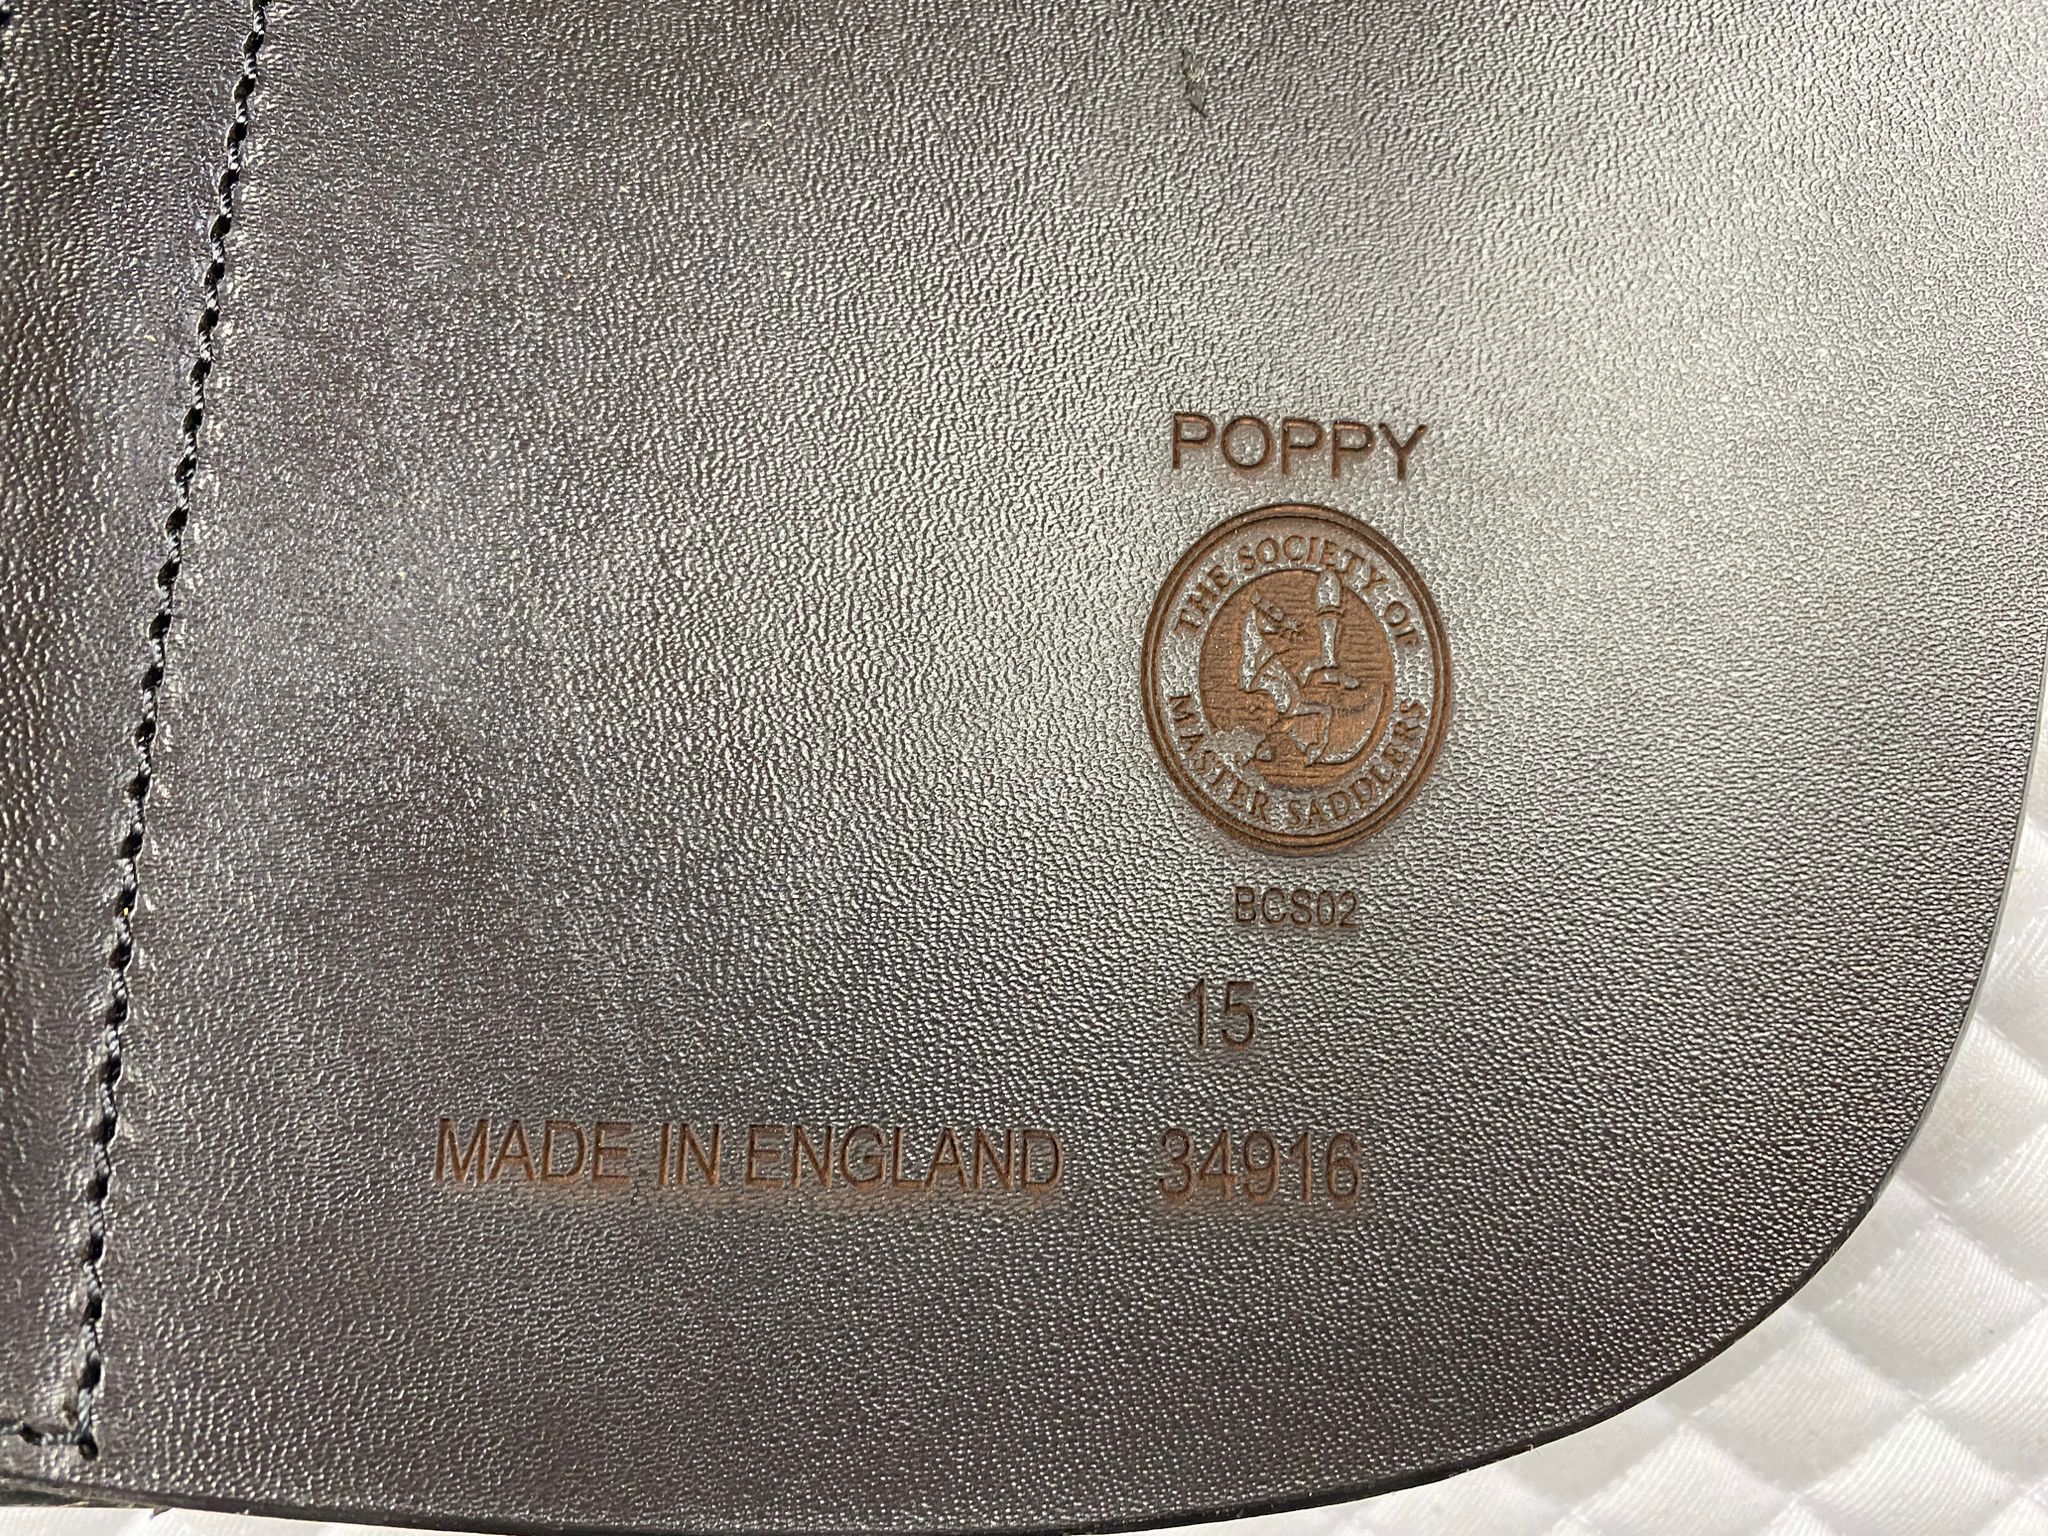 POPPY
THE SOCIETY OF
MASTER SADDLERS
BCS02
15
MADE IN ENGLAND 34916